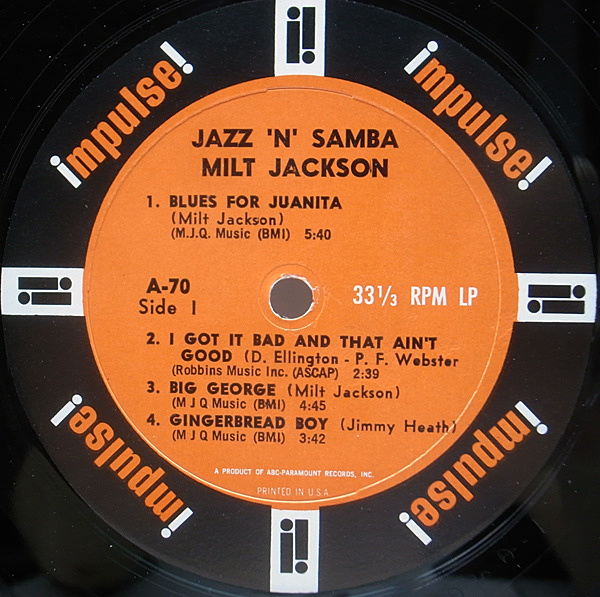 impulse!
impulse!
JAZZ 'N' SAMBA
MILT JACKSON
1. BLUES FOR JUANITA
(Milt Jackson)
(M.J.Q. Music (BMI) 5:40
A-70
Side 1
33 1/3 RPM LP
2. I GOT IT BAD AND THAT AIN'T
GOOD (D. Ellington - P. F. Webster
(Robbins Music Inc. (ASCAP) 2:39
3. BIG GEORGE (Milt Jackson)
(M J Q Music (BMI) 4:45
4. GINGERBREAD BOY (Jimmy Heath)
(M J Q Music (BMI) 3:42
A PRODUCT OF ABC-PARAMOUNT RECORDS, INC.
PRINTED IN U.S.A.
impulse!
impulse!